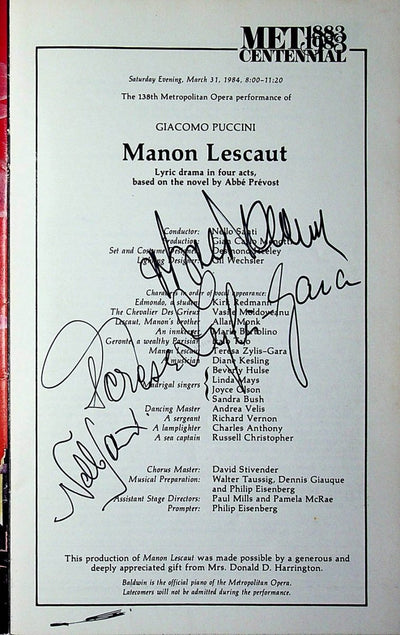 MET 1883 1983
CENTENNIAL
Saturday Evening, March 31, 1984, 8:00–11:20
The 138th Metropolitan Opera performance of
GIACOMO PUCCINI
Manon Lescaut
Lyric drama in four acts,
based on the novel by Abbé Prévost
Conductor: Nello Santi
Production: Gian Carlo Menotti
Set and Costume Designer: Desmond Heeley
Lighting Designer: Gil Wechsler
Characters in order of vocal appearance:
Edmondo, a student Kirk Redmann
The Chevalier Des Grieux Vasile Moldoveanu
Lescaut, Manon's brother Allan Monk
An innkeeper Mario Bertolino
Geronte, a wealthy Parisian
Manon Lescaut Teresa Zylis-Gara
A musician Diane Kesling
Madrigal singers Beverly Hulse
Linda Mays
Joyce Olson
Sandra Bush
Dancing Master Andrea Velis
A sergeant Richard Vernon
A lamplighter Charles Anthony
A sea captain Russell Christopher
Teresa Zylis Gara
Nello Santi
Chorus Master: David Stivender
Musical Preparation: Walter Taussig, Dennis Giauque
and Philip Eisenberg
Assistant Stage Directors: Paul Mills and Pamela McRae
Prompter: Philip Eisenberg
This production of Manon Lescaut was made possible by a generous and
deeply appreciated gift from Mrs. Donald D. Harrington.
Baldwin is the official piano of the Metropolitan Opera.
Latecomers will not be admitted during the performance.